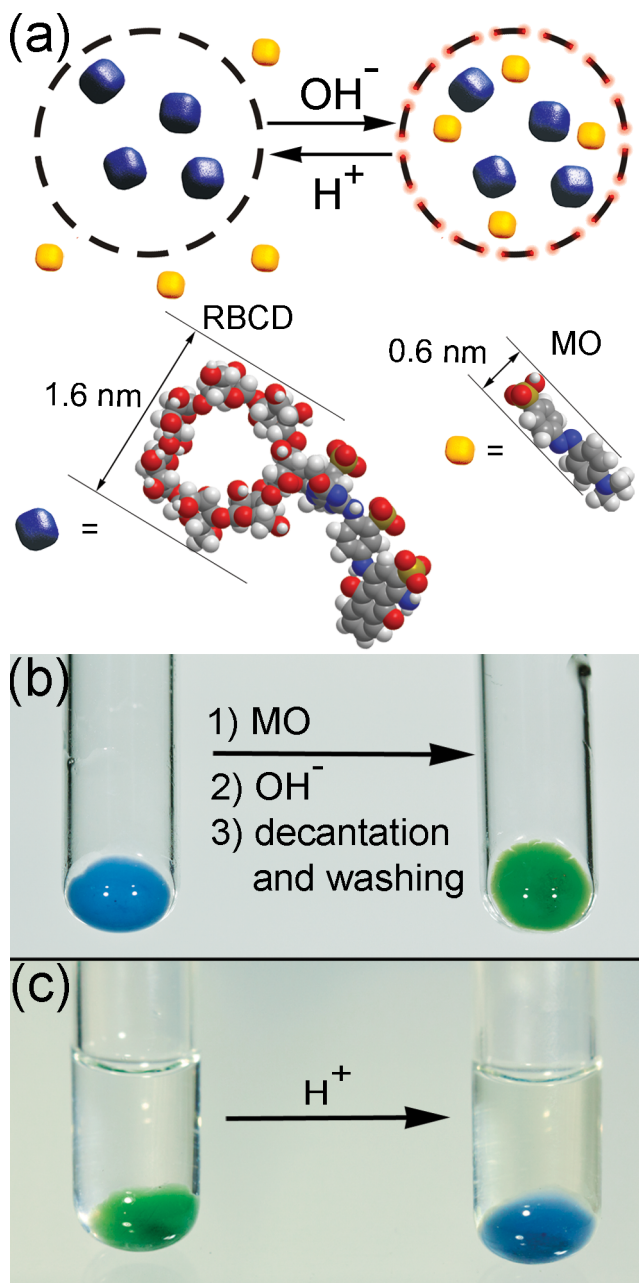 (a)
OH⁻
H⁺
RBCD
1.6 nm
0.6 nm
MO
=
=
(b)
1) MO
2) OH⁻
3) decantation
and washing
(c)
H⁺